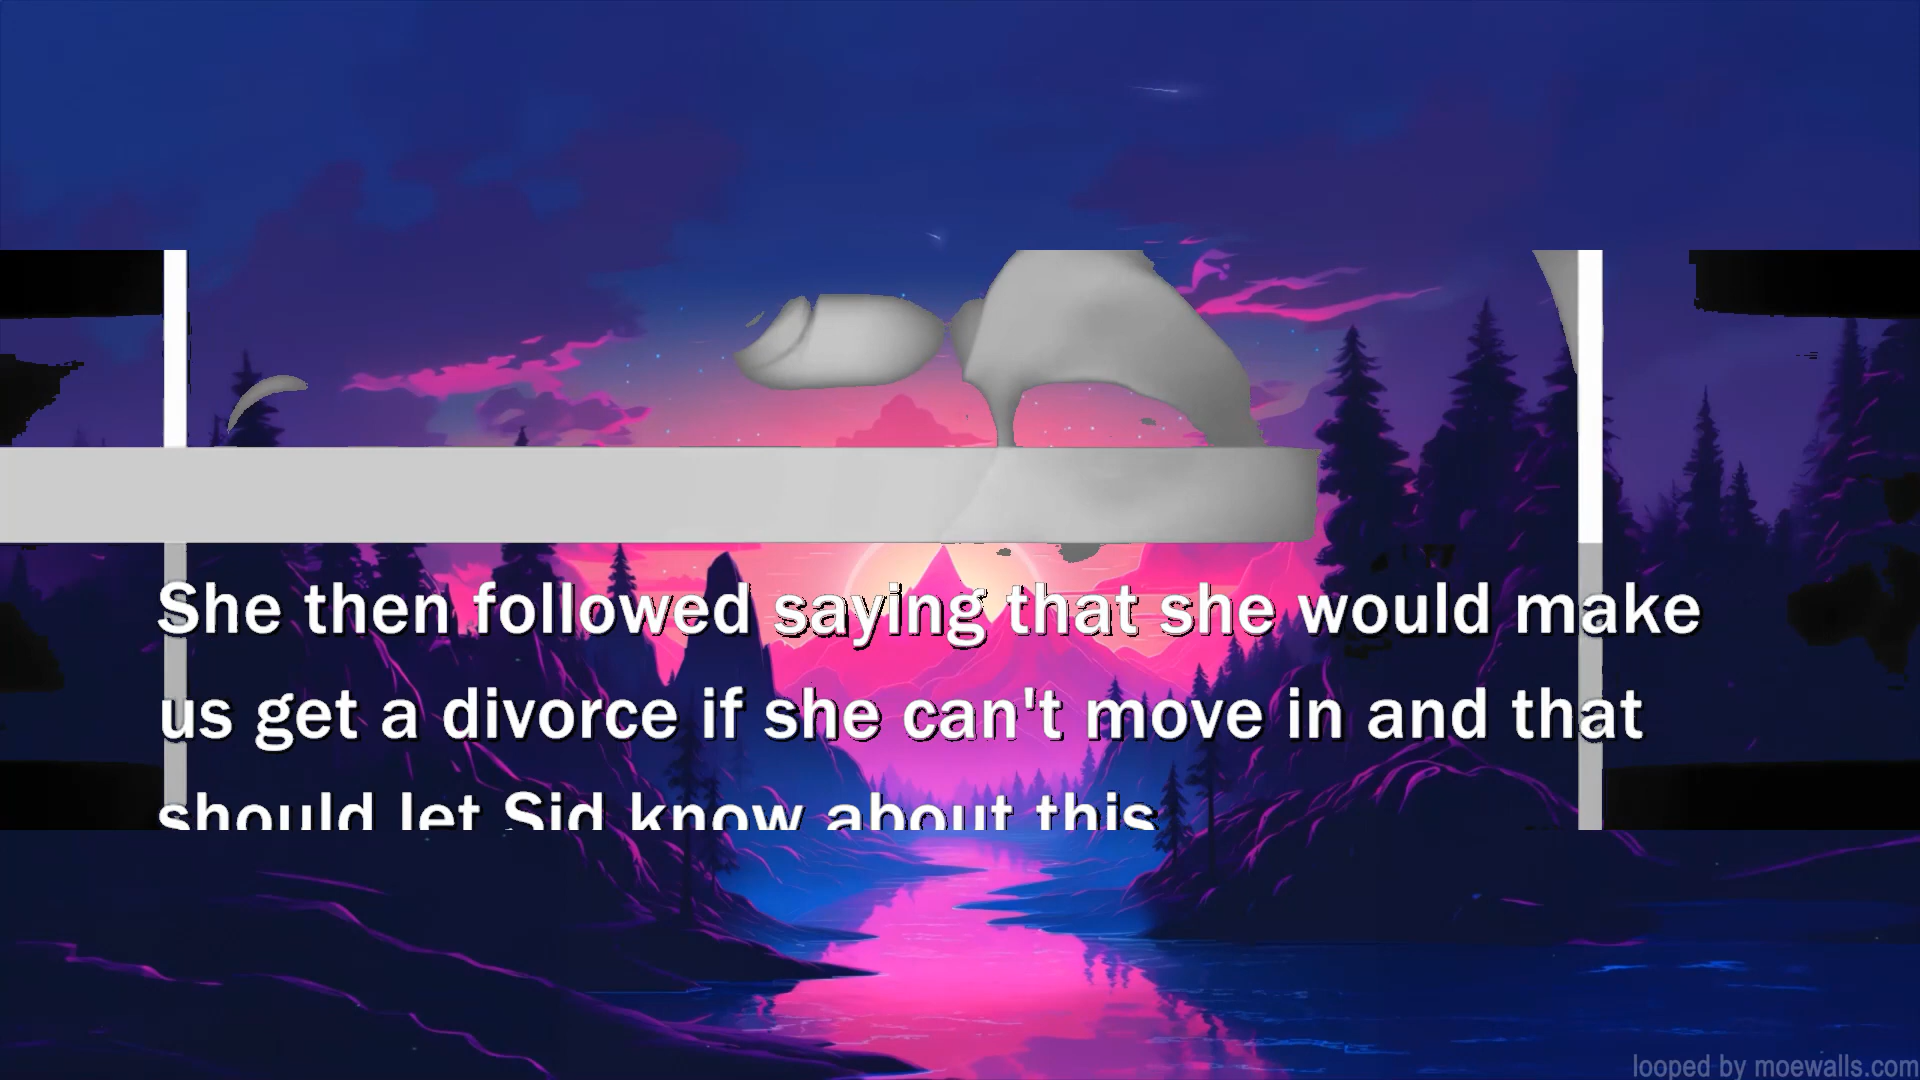 She then followed saying that she would make
us get a divorce if she can't move in and that
should let Sid know about this
looped by moewalls.com